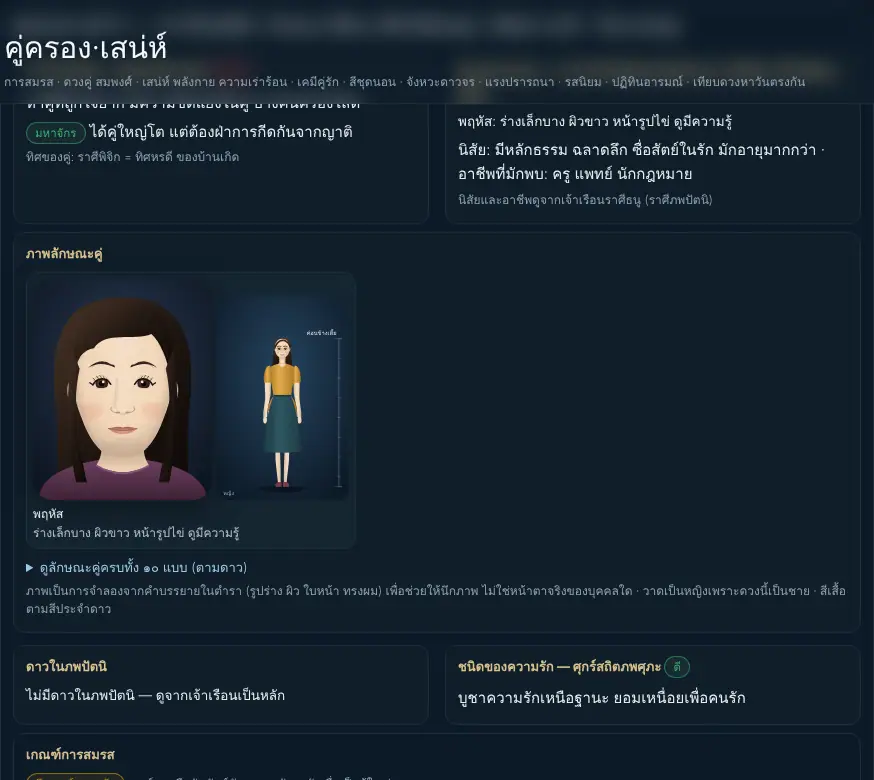 คู่ครอง·เสน่ห์
การสมรส · ดวงคู่ สมพงศ์ · เสน่ห์ พลังกาย ความเร่าร้อน · เคมีคู่รัก · สีชุดนอน · จังหวะดาวจร · แรงปรารถนา · รสนิยม · ปฏิทินอารมณ์ · เทียบดวงหาวันตรงกัน
มหาจักร ได้คู่ใหญ่โต แต่ต้องฝ่าการกีดกันจากญาติ
ทิศของคู่: ราศีพิจิก = ทิศหรดี ของบ้านเกิด
พฤหัส: ร่างเล็กบาง ผิวขาว หน้ารูปไข่ ดูมีความรู้
นิสัย: มีหลักธรรม ฉลาดลึก ซื่อสัตย์ในรัก มักอายุมากกว่า ·
อาชีพที่มักพบ: ครู แพทย์ นักกฎหมาย
นิสัยและอาชีพดูจากเจ้าเรือนราศีธนู (ราศีภพปัตนิ)
ภาพลักษณะคู่
ค่อนข้างเตี้ย
หญิง
พฤหัส
ร่างเล็กบาง ผิวขาว หน้ารูปไข่ ดูมีความรู้
▶ ดูลักษณะคู่ครบทั้ง ๑๐ แบบ (ตามดาว)
ภาพเป็นการจำลองจากคำบรรยายในตำรา (รูปร่าง ผิว ใบหน้า ทรงผม) เพื่อช่วยให้นึกภาพ ไม่ใช่หน้าตาจริงของบุคคลใด · วาดเป็นหญิงเพราะดวงนี้เป็นชาย · สีเสื้อ
ตามสีประจำดาว
ดาวในภพปัตนิ
ไม่มีดาวในภพปัตนิ — ดูจากเจ้าเรือนเป็นหลัก
ชนิดของความรัก — ศุกร์สถิตภพศุภะ ดี
บูชาความรักเหนือฐานะ ยอมเหนื่อยเพื่อคนรัก
เกณฑ์การสมรส